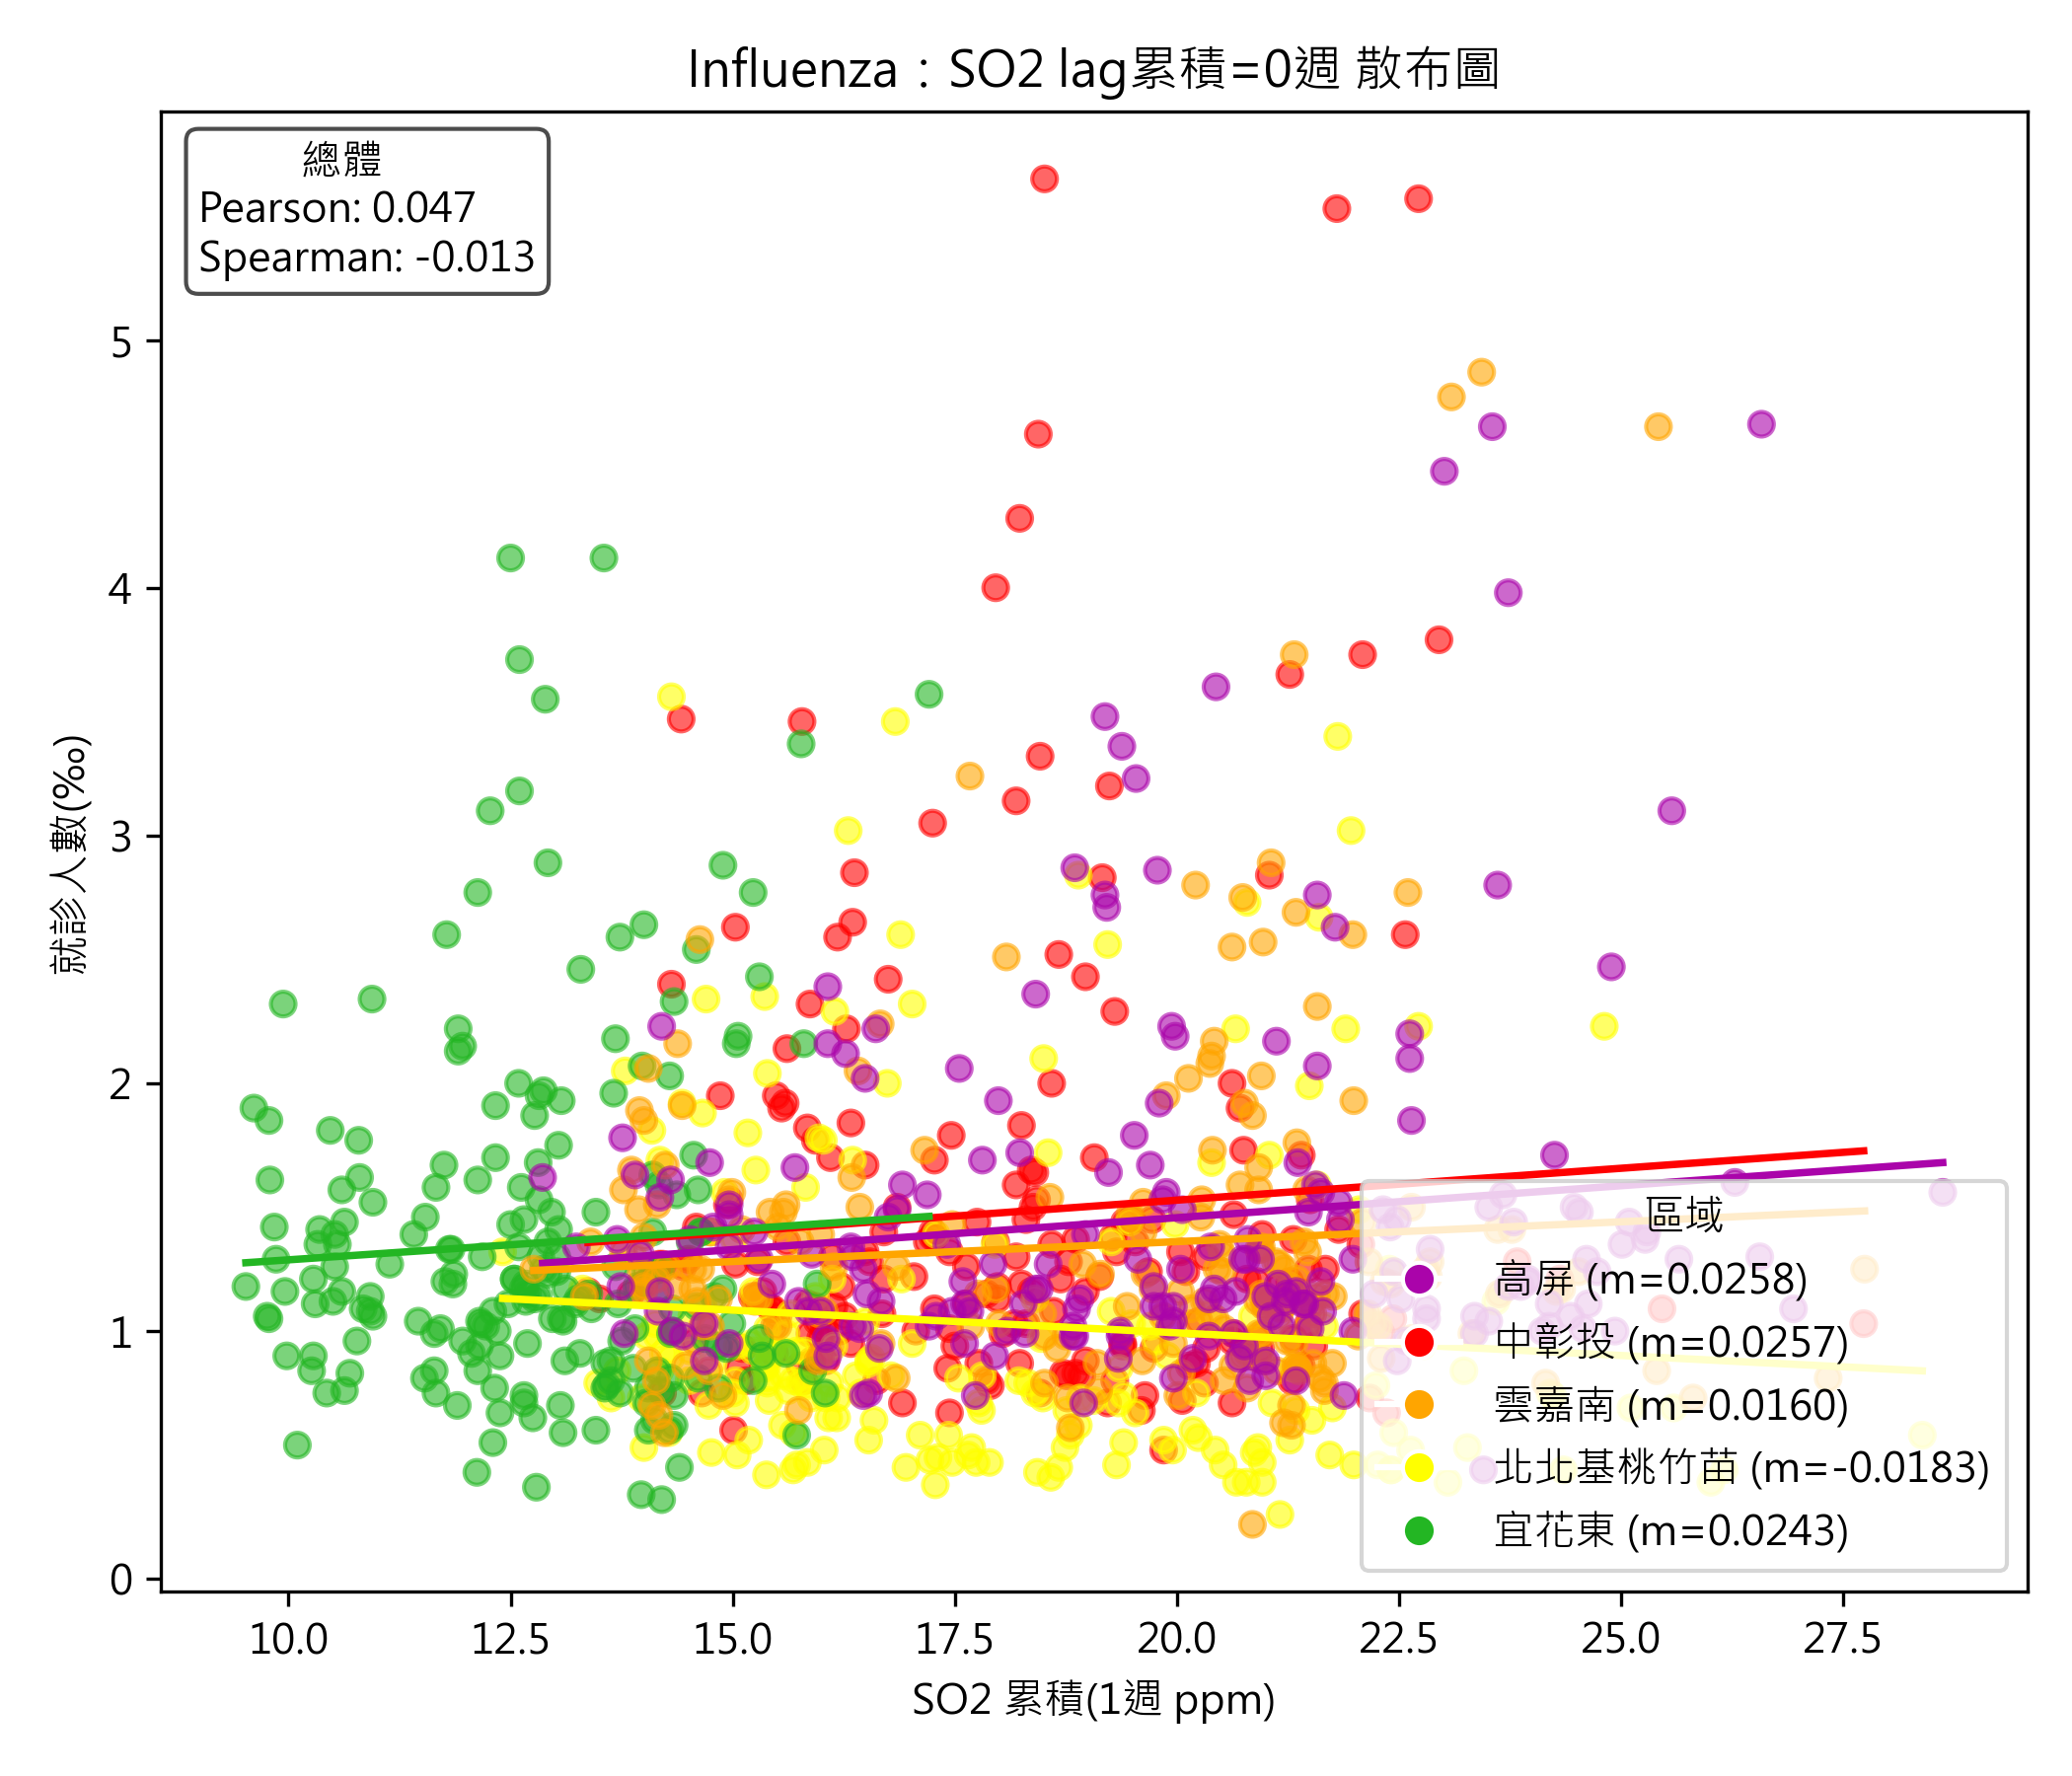 Influenza：SO2 lag累積=0週 散布圖
總體
Pearson: 0.047
Spearman: -0.013
就診人數(‰)
5
4
3
2
1
0
區域
高屏 (m=0.0258)
中彰投 (m=0.0257)
雲嘉南 (m=0.0160)
北北基桃竹苗 (m=-0.0183)
宜花東 (m=0.0243)
10.0 12.5 15.0 17.5 20.0 22.5 25.0 27.5
SO2 累積(1週 ppm)